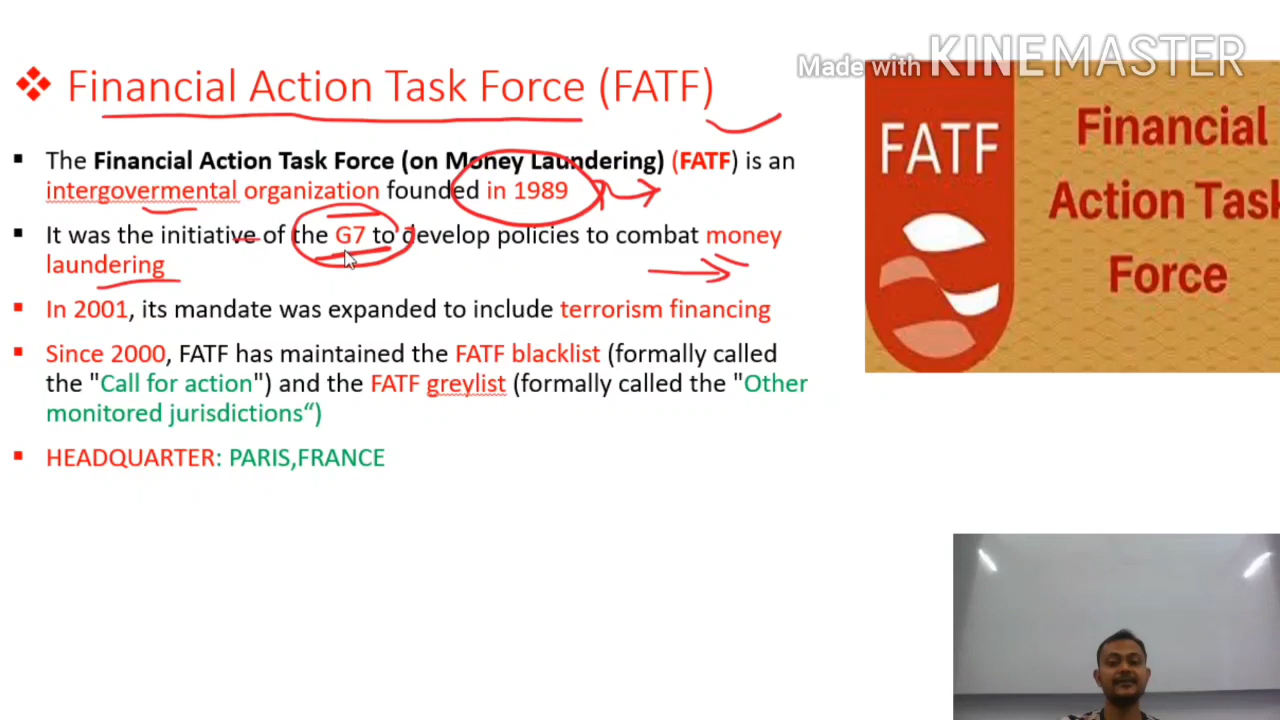 Made with KINEMASTER
❖ Financial Action Task Force (FATF)
▪ The Financial Action Task Force (on Money Laundering) (FATF) is an
intergovermental organization founded in 1989
▪ It was the initiative of the G7 to develop policies to combat money
laundering
▪ In 2001, its mandate was expanded to include terrorism financing
▪ Since 2000, FATF has maintained the FATF blacklist (formally called
the "Call for action") and the FATF greylist (formally called the "Other
monitored jurisdictions“)
▪ HEADQUARTER: PARIS,FRANCE
FATF
Financial
Action Task
Force